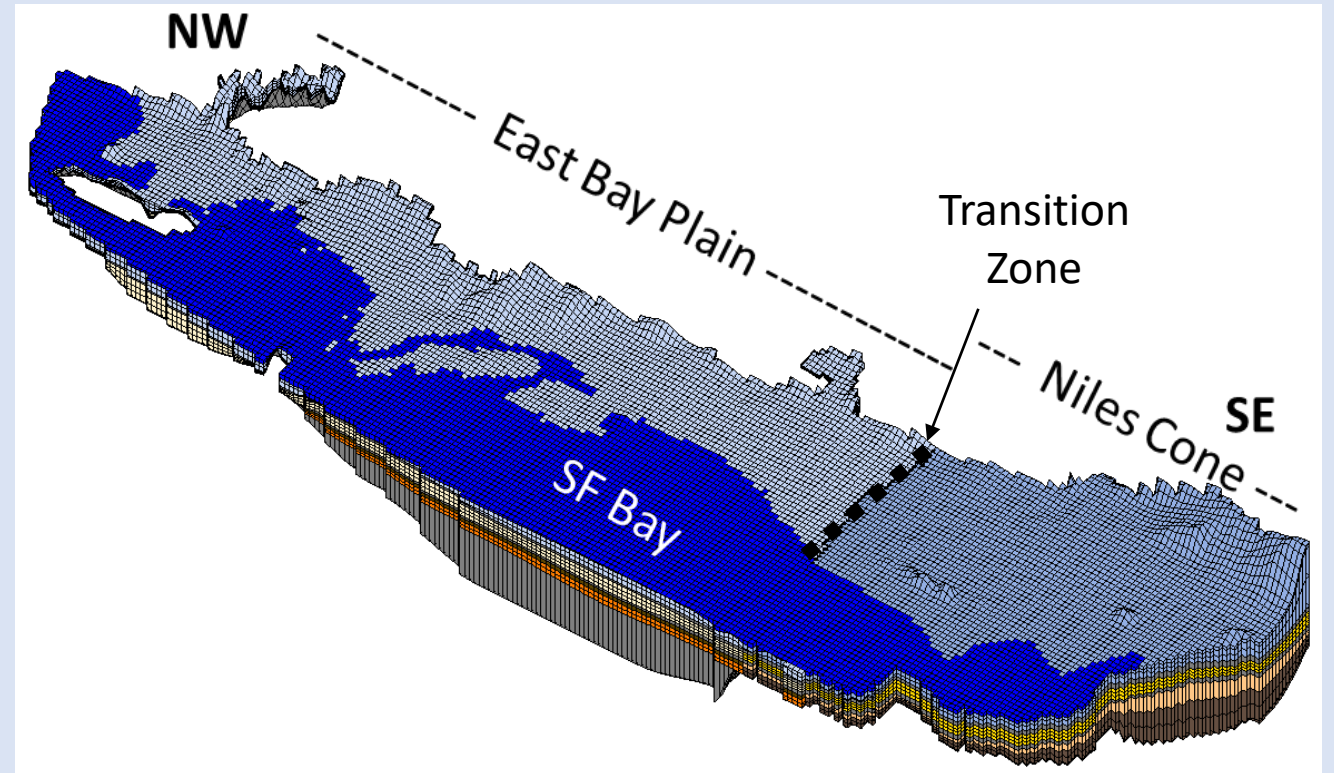 NW
East Bay Plain
Transition
Zone
Niles Cone
SE
SF Bay